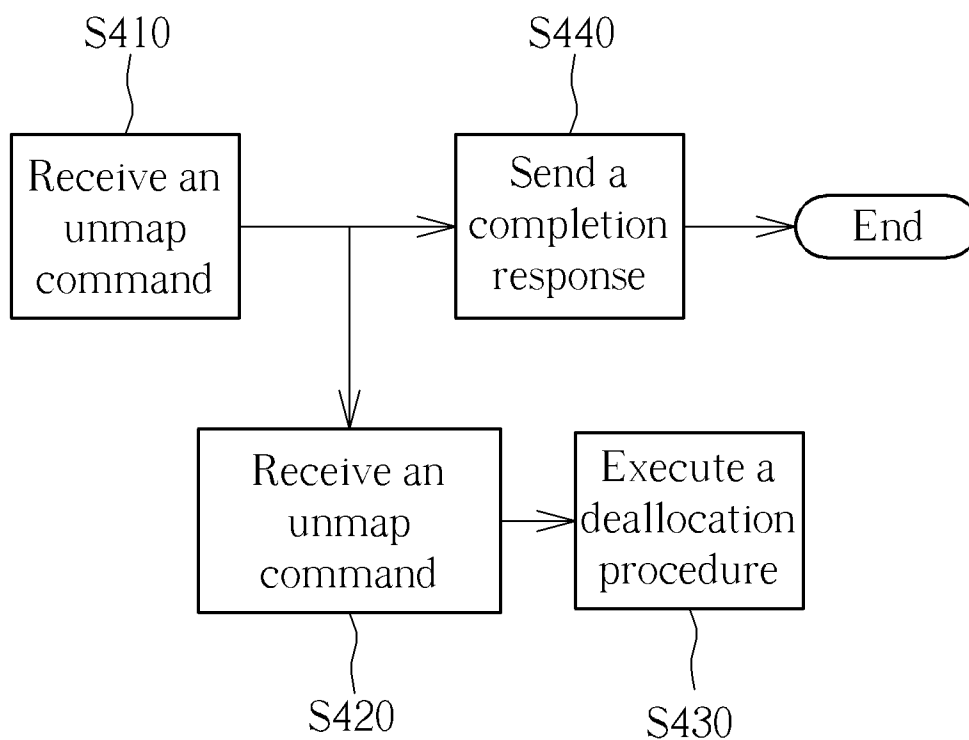 S410
S440
Receive an
unmap
command
Send a
completion
response
End
Receive an
unmap
command
Execute a
deallocation
procedure
S420
S430